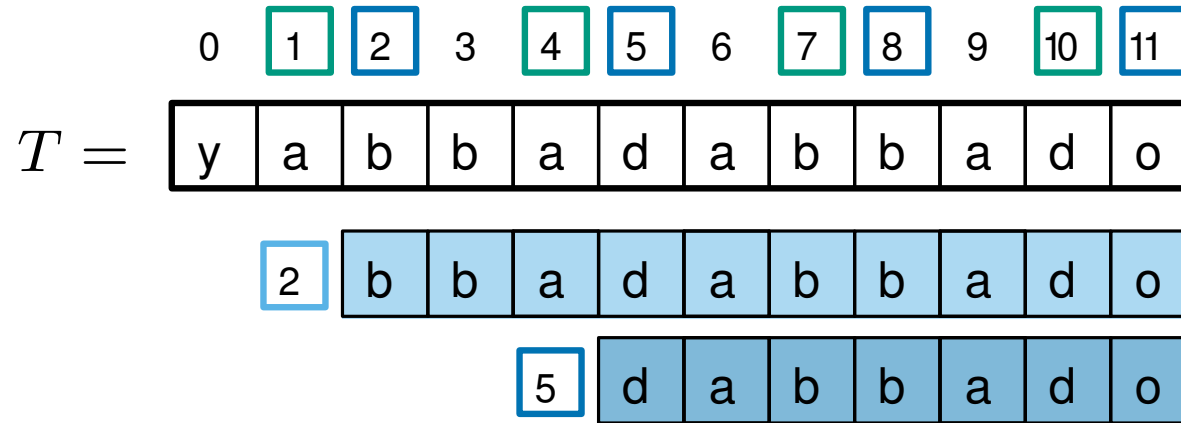 0 1 2 3 4 5 6 7 8 9 10 11
T = y a b b a d a b b a d o
2 b b a d a b b a d o
5 d a b b a d o